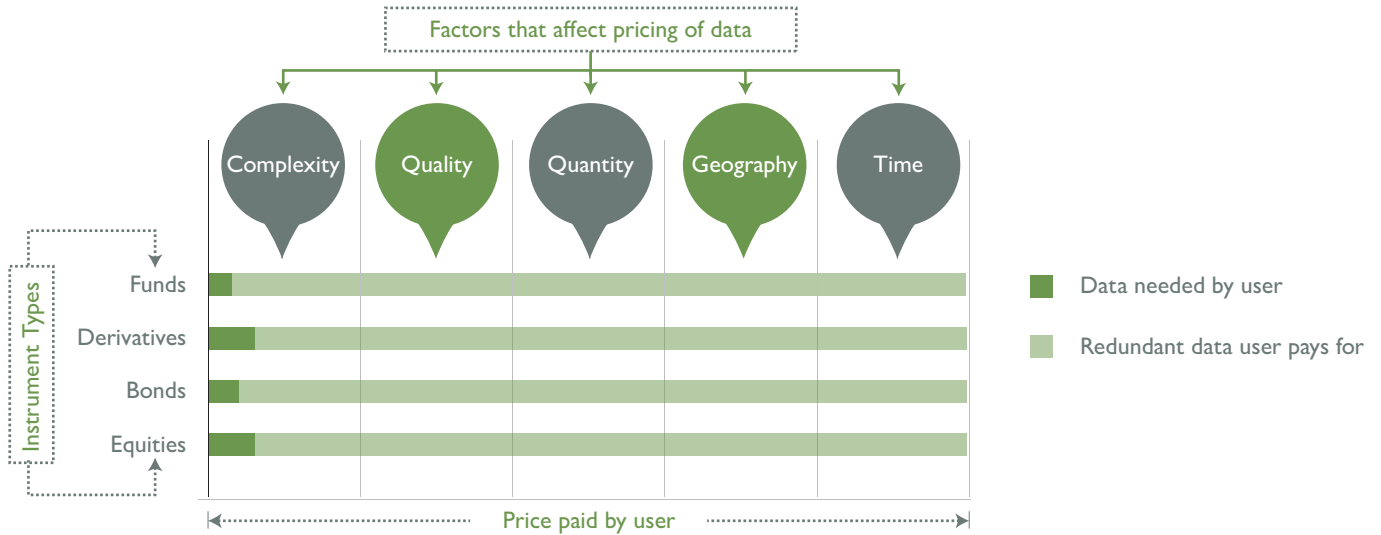 Factors that affect pricing of data
Complexity
Quality
Quantity
Geography
Time
Instrument Types
Funds
Derivatives
Bonds
Equities
Data needed by user
Redundant data user pays for
Price paid by user